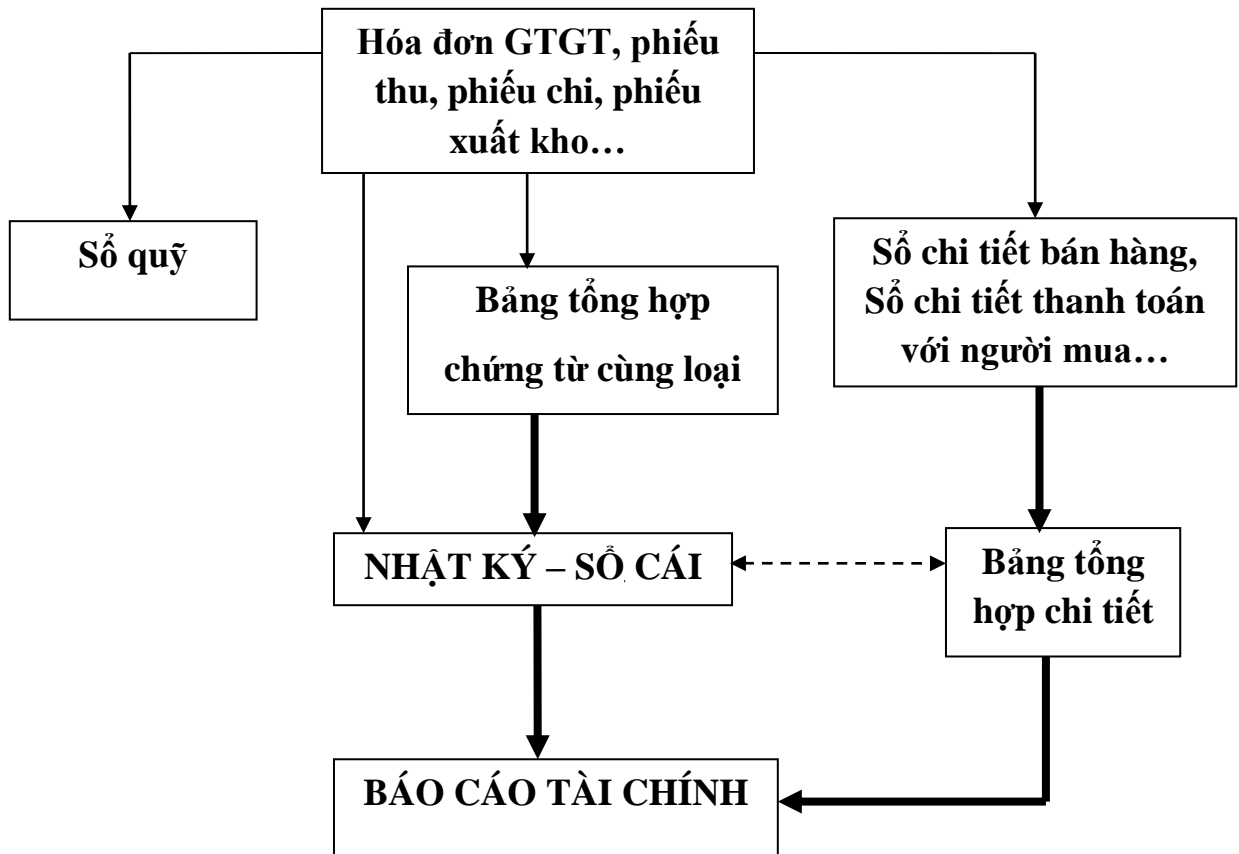 Hóa đơn GTGT, phiếu
thu, phiếu chi, phiếu
xuất kho…
Sổ quỹ
Bảng tổng hợp
chứng từ cùng loại
Sổ chi tiết bán hàng,
Sổ chi tiết thanh toán
với người mua…
NHẬT KÝ – SỔ CÁI
Bảng tổng
hợp chi tiết
BÁO CÁO TÀI CHÍNH